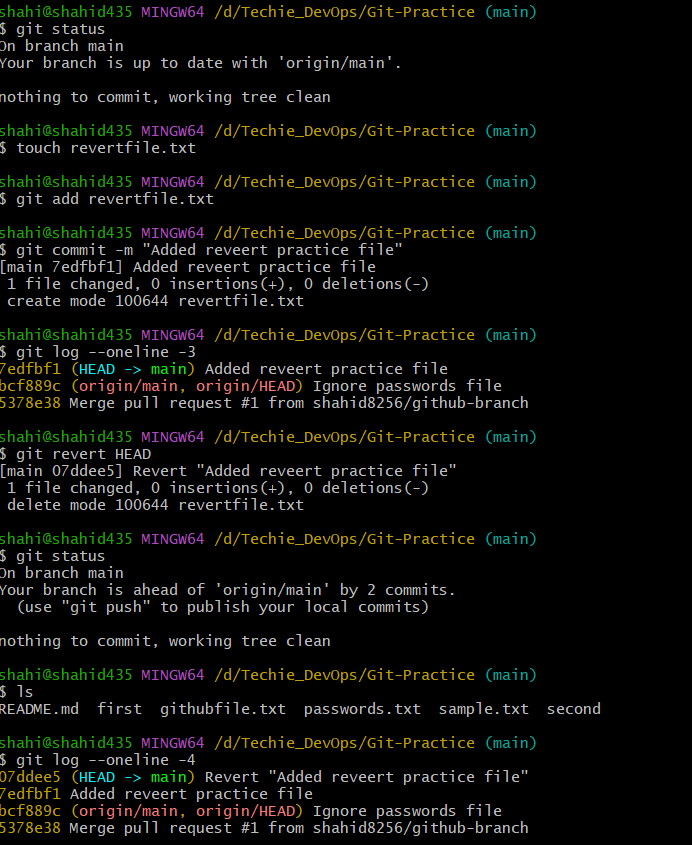 shahi@shahid435 MINGW64 /d/Techie_DevOps/Git-Practice (main)
$ git status
On branch main
Your branch is up to date with 'origin/main'.
nothing to commit, working tree clean
shahi@shahid435 MINGW64 /d/Techie_DevOps/Git-Practice (main)
$ touch revertfile.txt
shahi@shahid435 MINGW64 /d/Techie_DevOps/Git-Practice (main)
$ git add revertfile.txt
shahi@shahid435 MINGW64 /d/Techie_DevOps/Git-Practice (main)
$ git commit -m "Added reveert practice file"
[main 7edfbf1] Added reveert practice file
 1 file changed, 0 insertions(+), 0 deletions(-)
 create mode 100644 revertfile.txt
shahi@shahid435 MINGW64 /d/Techie_DevOps/Git-Practice (main)
$ git log --oneline -3
7edfbf1 (HEAD -> main) Added reveert practice file
bcf889c (origin/main, origin/HEAD) Ignore passwords file
5378e38 Merge pull request #1 from shahid8256/github-branch
shahi@shahid435 MINGW64 /d/Techie_DevOps/Git-Practice (main)
$ git revert HEAD
[main 07ddee5] Revert "Added reveert practice file"
 1 file changed, 0 insertions(+), 0 deletions(-)
 delete mode 100644 revertfile.txt
shahi@shahid435 MINGW64 /d/Techie_DevOps/Git-Practice (main)
$ git status
On branch main
Your branch is ahead of 'origin/main' by 2 commits.
  (use "git push" to publish your local commits)
nothing to commit, working tree clean
shahi@shahid435 MINGW64 /d/Techie_DevOps/Git-Practice (main)
$ ls
README.md  first  githubfile.txt  passwords.txt  sample.txt  second
shahi@shahid435 MINGW64 /d/Techie_DevOps/Git-Practice (main)
$ git log --oneline -4
07ddee5 (HEAD -> main) Revert "Added reveert practice file"
7edfbf1 Added reveert practice file
bcf889c (origin/main, origin/HEAD) Ignore passwords file
5378e38 Merge pull request #1 from shahid8256/github-branch